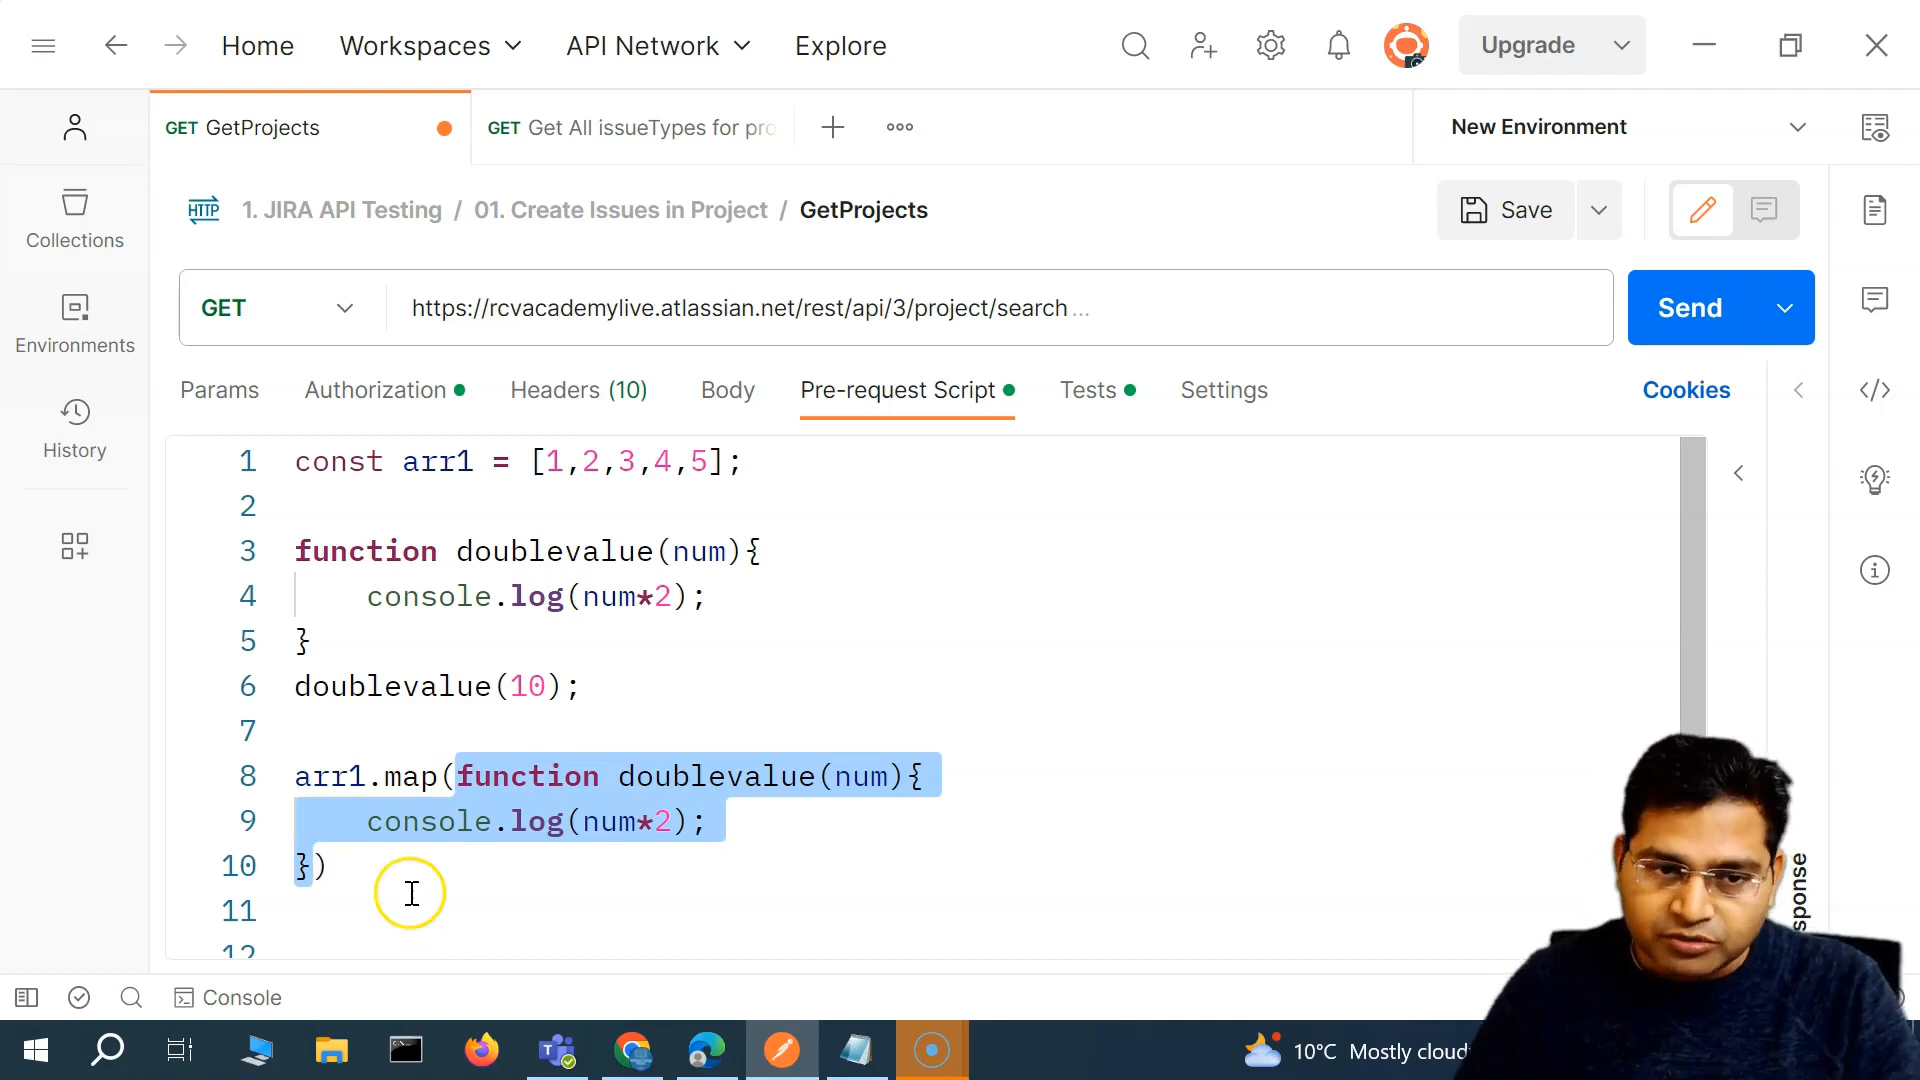 Home Workspaces API Network Explore Upgrade
GET GetProjects GET Get All issueTypes for pro New Environment
HTTP 1. JIRA API Testing / 01. Create Issues in Project / GetProjects Save
Collections
GET https://rcvacademylive.atlassian.net/rest/api/3/project/search ... Send
Environments
Params Authorization Headers (10) Body Pre-request Script Tests Settings Cookies </>
History
1 const arr1 = [1,2,3,4,5];
2
3 function doublevalue(num){
4 console.log(num*2);
5 }
6 doublevalue(10);
7
8 arr1.map(function doublevalue(num){
9 console.log(num*2);
10 })
11
12
sponse
Console
10°C Mostly cloud